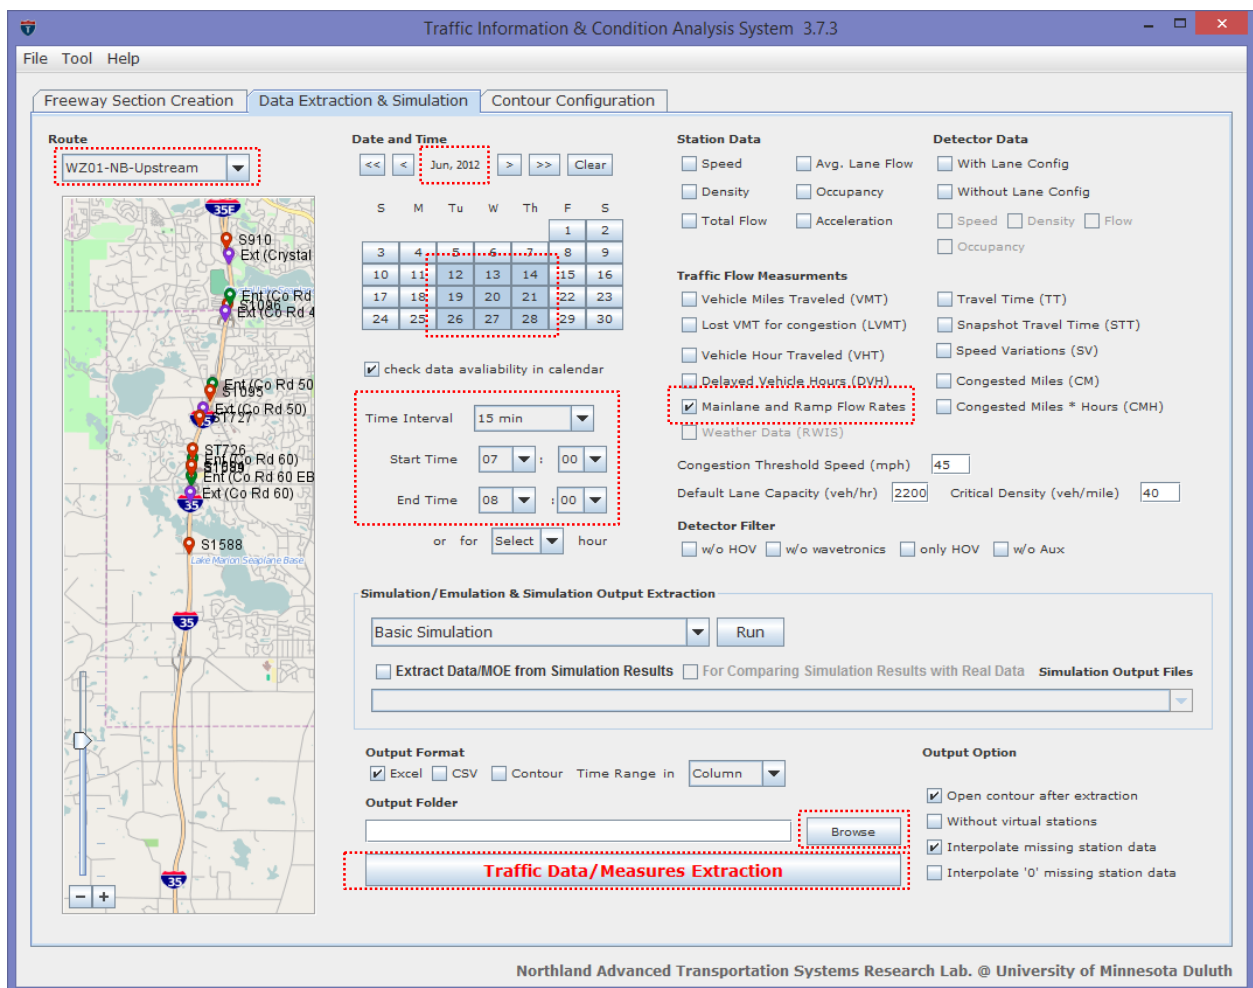 Traffic Information & Condition Analysis System 3.7.3
File Tool Help
Freeway Section Creation Data Extraction & Simulation Contour Configuration
Route
WZ01-NB-Upstream
35E
S910
Ext (Crystal
Ent (Co Rd
S1096
Ext (Co Rd 4
Ent (Co Rd 50
S1095
Ext (Co Rd 50)
ST727
ST726
Ent (Co Rd 60)
Ent (Co Rd 60 EB
Ext (Co Rd 60)
35
S1588
Lake Marion Seaplane Base
35
35
Date and Time
<< < Jun, 2012 > >> Clear
S M Tu W Th F S
1 2
3 4 5 6 7 8 9
10 11 12 13 14 15 16
17 18 19 20 21 22 23
24 25 26 27 28 29 30
check data avaliability in calendar
Time Interval 15 min
Start Time 07 : 00
End Time 08 : 00
or for Select hour
Station Data
Speed Avg. Lane Flow
Density Occupancy
Total Flow Acceleration
Detector Data
With Lane Config
Without Lane Config
Speed Density Flow
Occupancy
Traffic Flow Measurments
Vehicle Miles Traveled (VMT) Travel Time (TT)
Lost VMT for congestion (LVMT) Snapshot Travel Time (STT)
Vehicle Hour Traveled (VHT) Speed Variations (SV)
Delayed Vehicle Hours (DVH) Congested Miles (CM)
Mainlane and Ramp Flow Rates Congested Miles * Hours (CMH)
Weather Data (RWIS)
Congestion Threshold Speed (mph) 45
Default Lane Capacity (veh/hr) 2200 Critical Density (veh/mile) 40
Detector Filter
w/o HOV w/o wavetronics only HOV w/o Aux
Simulation/Emulation & Simulation Output Extraction
Basic Simulation Run
Extract Data/MOE from Simulation Results For Comparing Simulation Results with Real Data Simulation Output Files
Output Format
Excel CSV Contour Time Range in Column
Output Folder
Browse
Traffic Data/Measures Extraction
Output Option
Open contour after extraction
Without virtual stations
Interpolate missing station data
Interpolate '0' missing station data
Northland Advanced Transportation Systems Research Lab. @ University of Minnesota Duluth